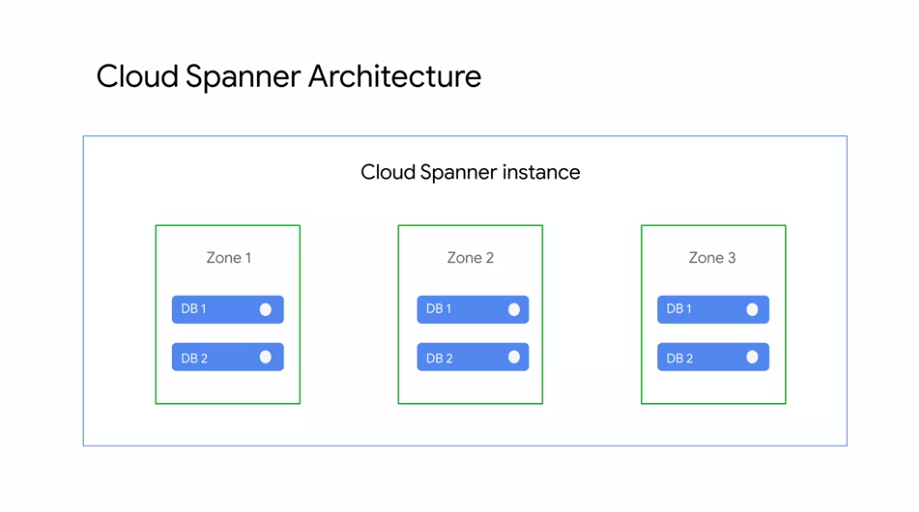 Cloud Spanner Architecture
Cloud Spanner instance
Zone 1
DB 1
DB 2
Zone 2
DB 1
DB 2
Zone 3
DB 1
DB 2